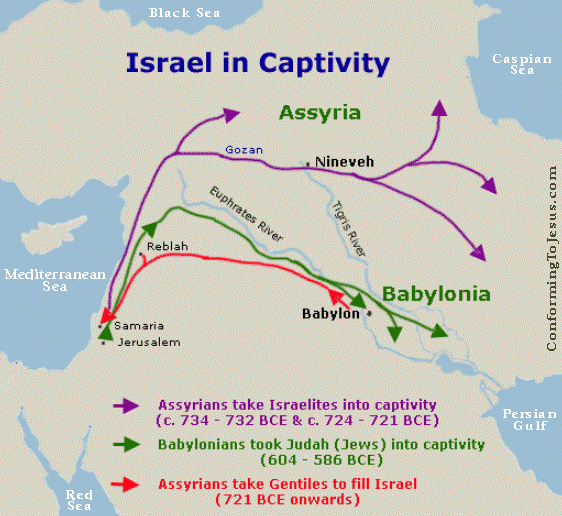 Black Sea
Caspian
Sea
Israel in Captivity
Assyria
Gozan
Nineveh
Euphrates River
Tigris River
Reblah
Mediterranean
Sea
Babylonia
Babylon
Samaria
Jerusalem
ConformingToJesus.com
Persian
Gulf
Red
Sea
Assyrians take Israelites into captivity
(c. 734 - 732 BCE & c. 724 - 721 BCE)
Babylonians took Judah (Jews) into captivity
(604 - 586 BCE)
Assyrians take Gentiles to fill Israel
(721 BCE onwards)